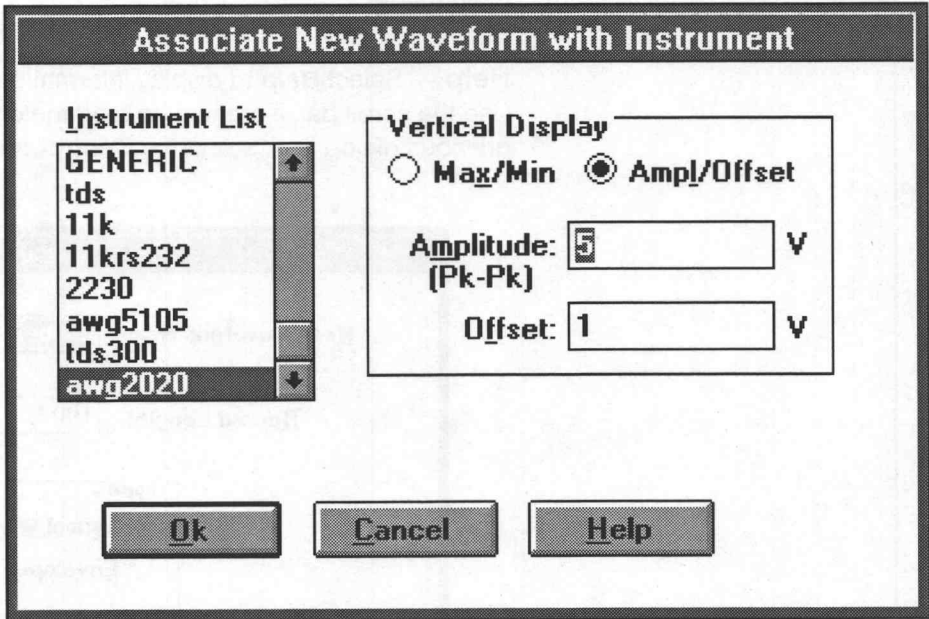 Associate New Waveform with Instrument
Instrument List
GENERIC
tds
11k
11krs232
2230
awg5105
tds300
awg2020
Vertical Display
Max/Min
Ampl/Offset
Amplitude: 5 V
(Pk-Pk)
Offset: 1 V
Ok
Cancel
Help